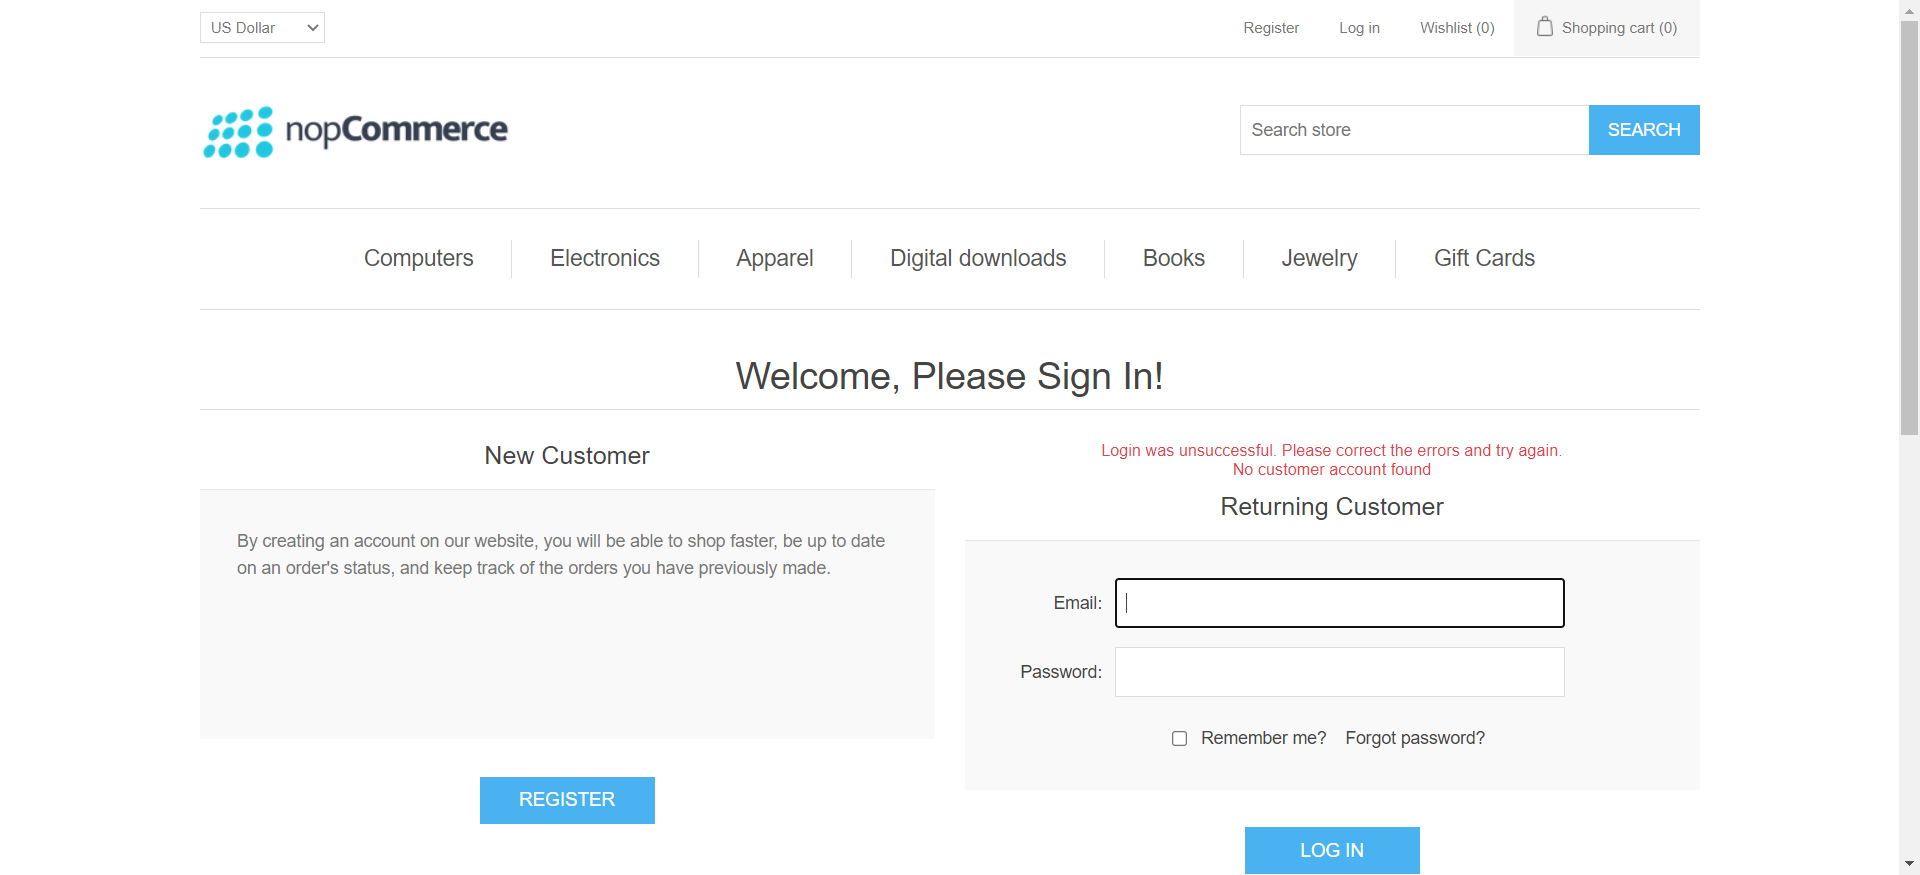 US Dollar
Register
Log in
Wishlist (0)
Shopping cart (0)
nopCommerce
Search store
SEARCH
Computers
Electronics
Apparel
Digital downloads
Books
Jewelry
Gift Cards
Welcome, Please Sign In!
New Customer
By creating an account on our website, you will be able to shop faster, be up to date
on an order's status, and keep track of the orders you have previously made.
REGISTER
Login was unsuccessful. Please correct the errors and try again.
No customer account found
Returning Customer
Email:
Password:
Remember me?
Forgot password?
LOG IN